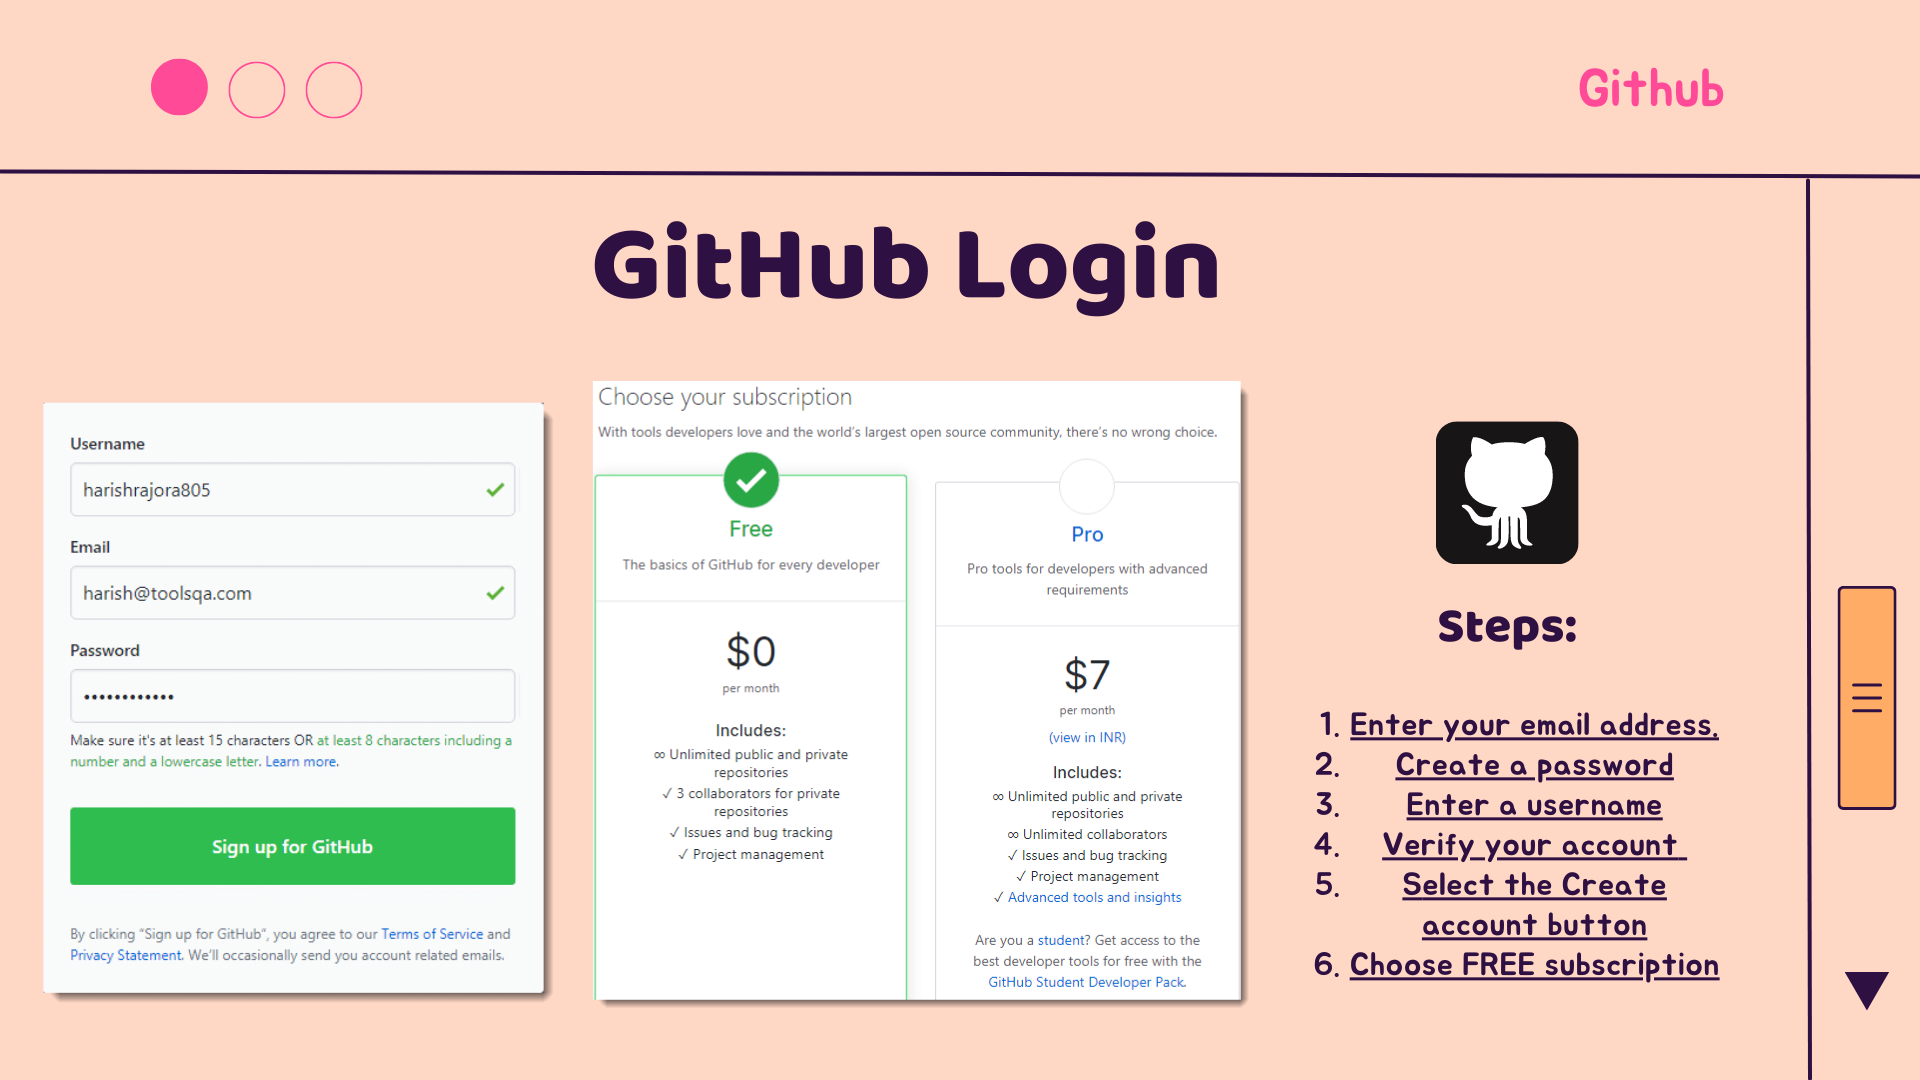 Github
GitHub Login
Username
harishrajora805
Email
harish@toolsqa.com
Password
••••••••••••
Make sure it's at least 15 characters OR at least 8 characters including a
number and a lowercase letter. Learn more.
Sign up for GitHub
By clicking "Sign up for GitHub", you agree to our Terms of Service and
Privacy Statement. We'll occasionally send you account related emails.
Choose your subscription
With tools developers love and the world's largest open source community, there's no wrong choice.
Free
The basics of GitHub for every developer
$0
per month
Includes:
∞ Unlimited public and private
repositories
✓ 3 collaborators for private
repositories
✓ Issues and bug tracking
✓ Project management
Pro
Pro tools for developers with advanced
requirements
$7
per month
(view in INR)
Includes:
∞ Unlimited public and private
repositories
∞ Unlimited collaborators
✓ Issues and bug tracking
✓ Project management
✓ Advanced tools and insights
Are you a student? Get access to the
best developer tools for free with the
GitHub Student Developer Pack.
Steps:
1. Enter your email address.
2. Create a password
3. Enter a username
4. Verify your account
5. Select the Create
account button
6. Choose FREE subscription